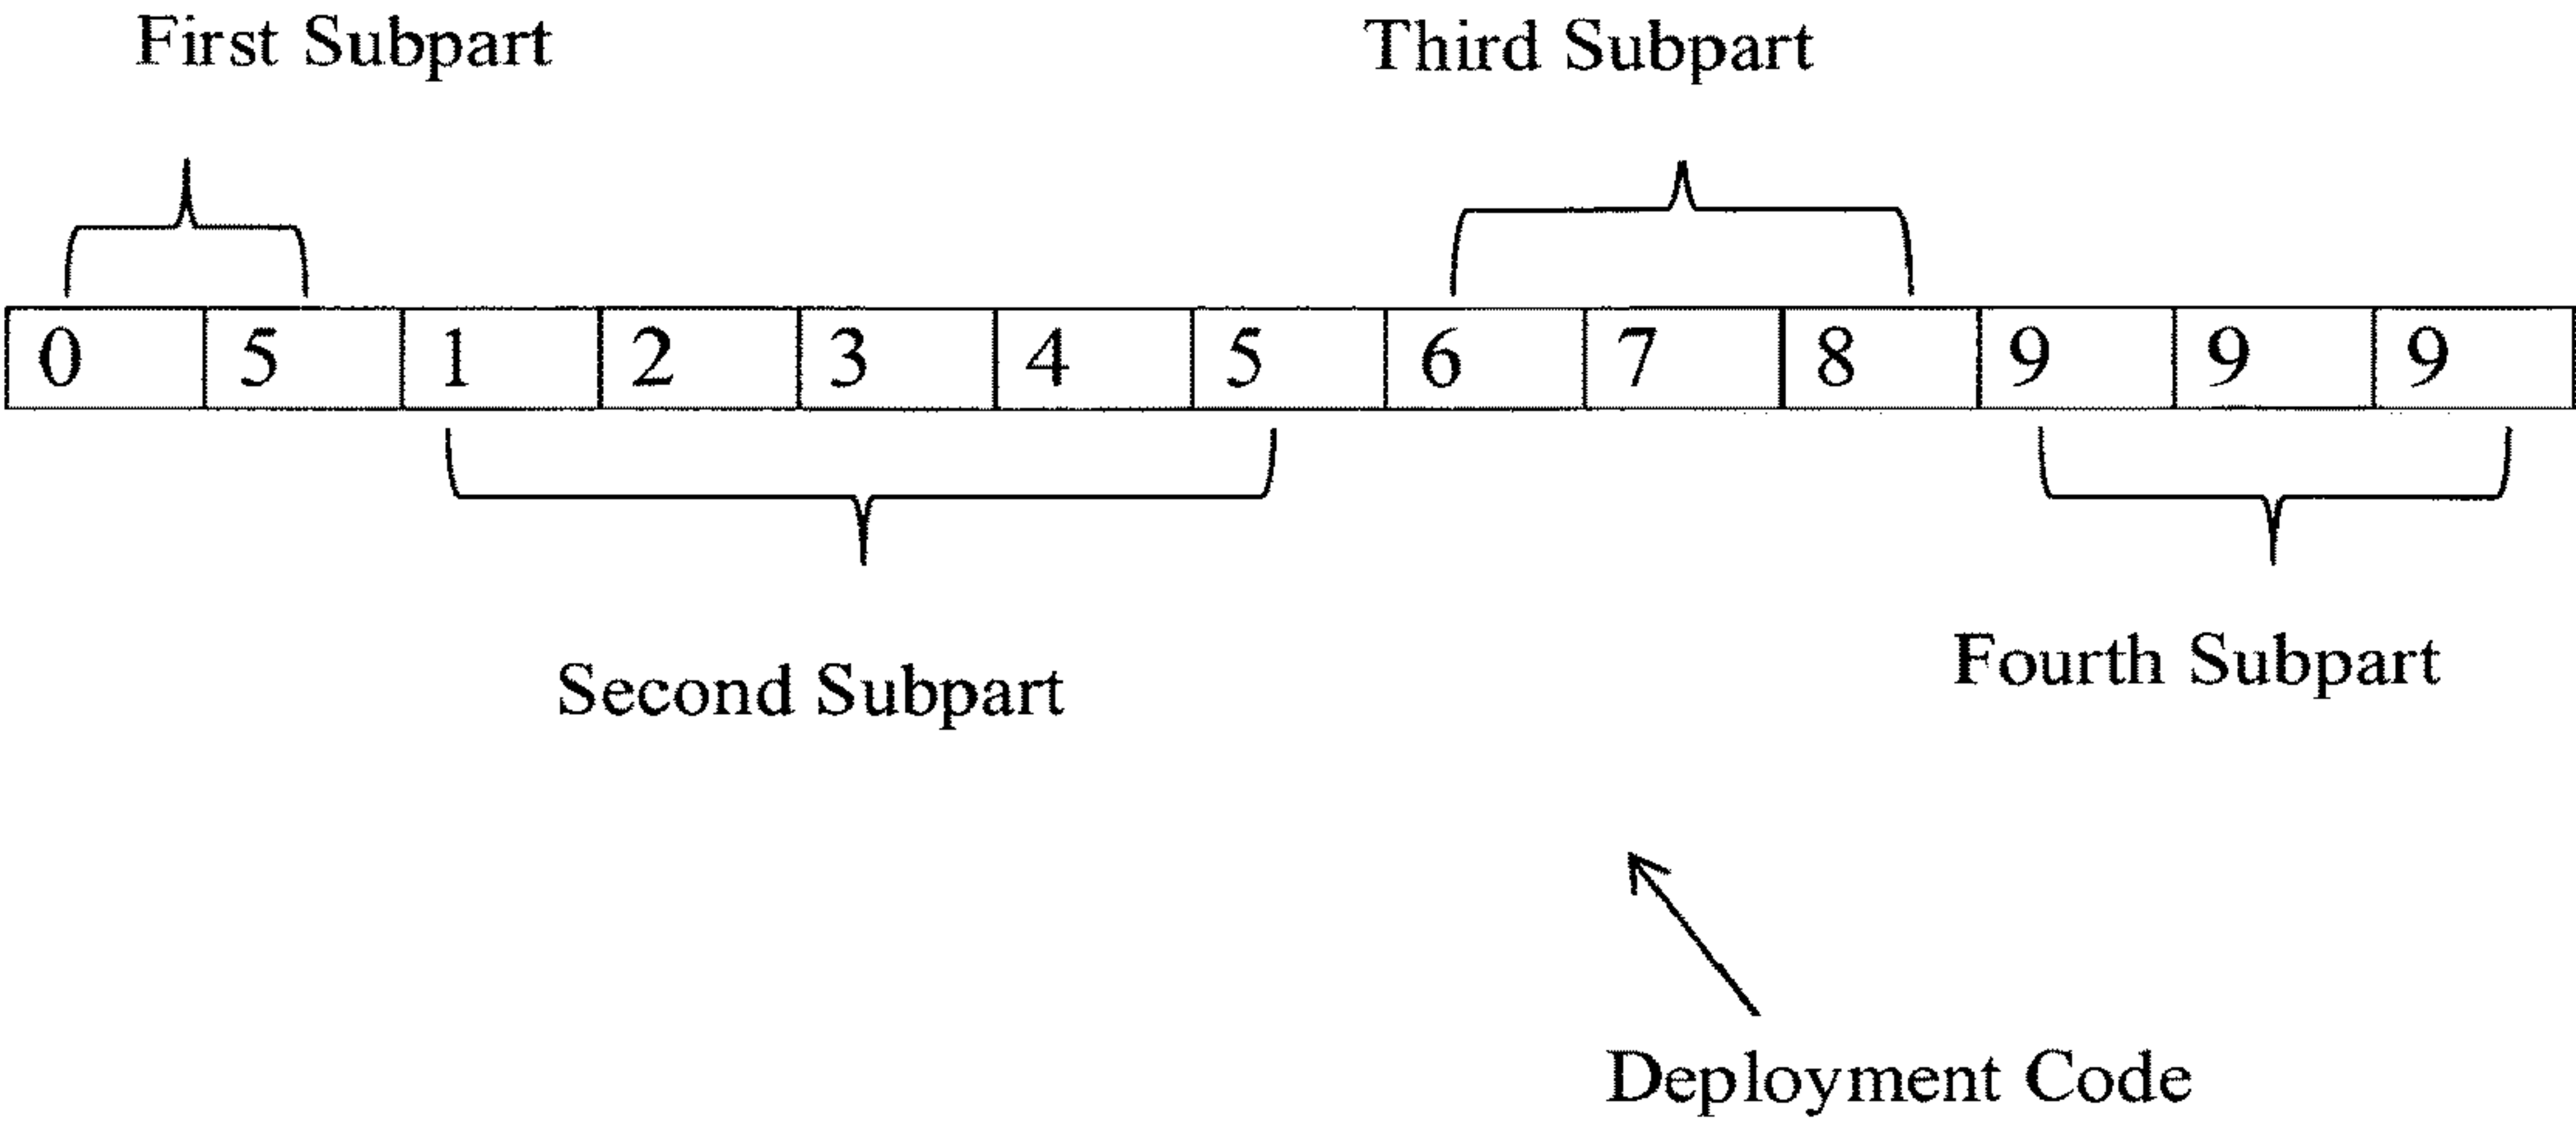 First Subpart
Third Subpart
0 5 1 2 3 4 5 6 7 8 9 9 9
Second Subpart
Fourth Subpart
Deployment Code